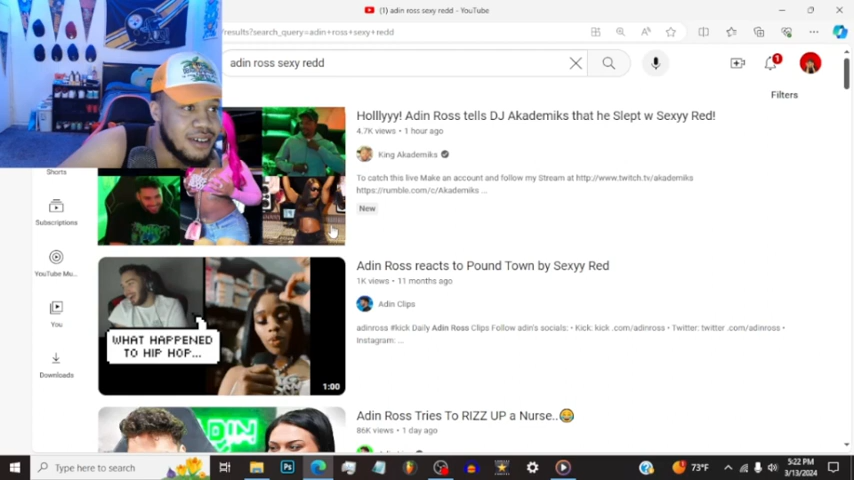 adin ross sexy redd - YouTube
/results?search_query=adin+ross+sexy+redd
adin ross sexy redd
1
Filters
Holllyyy! Adin Ross tells DJ Akademiks that he Slept w Sexyy Red!
4.7K views • 1 hour ago
King Akademiks
To catch this live Make an account and follow my Stream at http://www.twitch.tv/akademiks
https://rumble.com/c/Akademiks ...
New
Shorts
Subscriptions
YouTube Mu...
You
Downloads
Adin Ross reacts to Pound Town by Sexyy Red
1K views • 11 months ago
Adin Clips
adinross #kick Daily Adin Ross Clips Follow adin's socials: • Kick: kick .com/adinross • Twitter: twitter .com/adinross •
Instagram: ...
WHAT HAPPENED
TO HIP HOP...
1:00
Adin Ross Tries To RIZZ UP a Nurse..😂
86K views • 1 day ago
ADIN
Type here to search
73°F
5:22 PM
3/13/2024